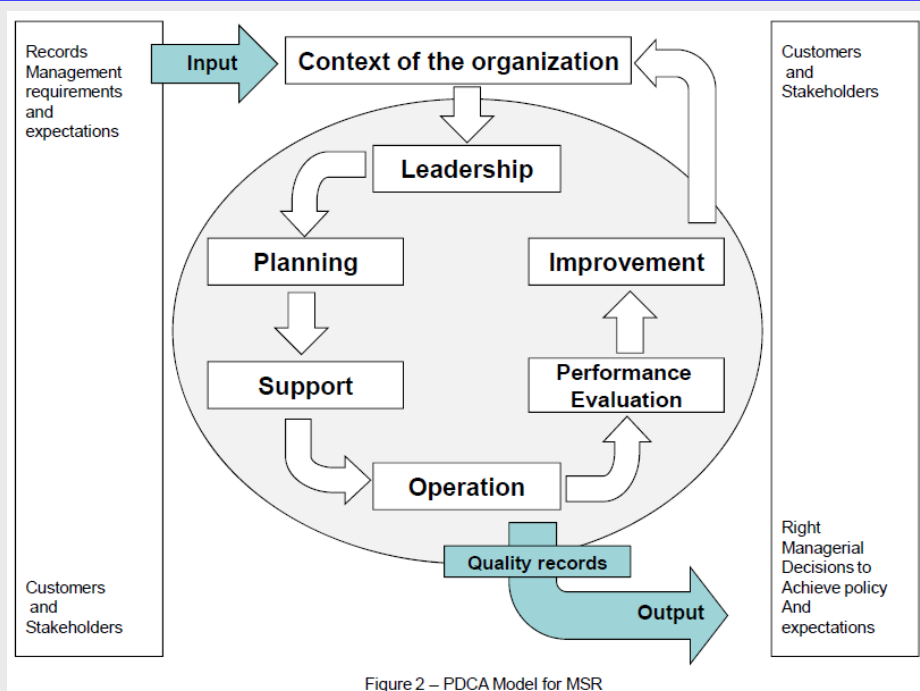 Records
Management
requirements
and
expectations
Customers
and
Stakeholders
Input
Context of the organization
Leadership
Planning
Support
Operation
Performance
Evaluation
Improvement
Quality records
Output
Customers
and
Stakeholders
Right
Managerial
Decisions to
Achieve policy
And
expectations
Figure 2 – PDCA Model for MSR